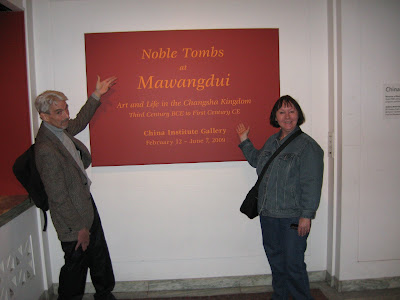 Noble Tombs
at
Mawangdui
Art and Life in the Changsha Kingdom
Third Century BCE to First Century CE
China Institute Gallery
February 12 – June 7, 2009
China